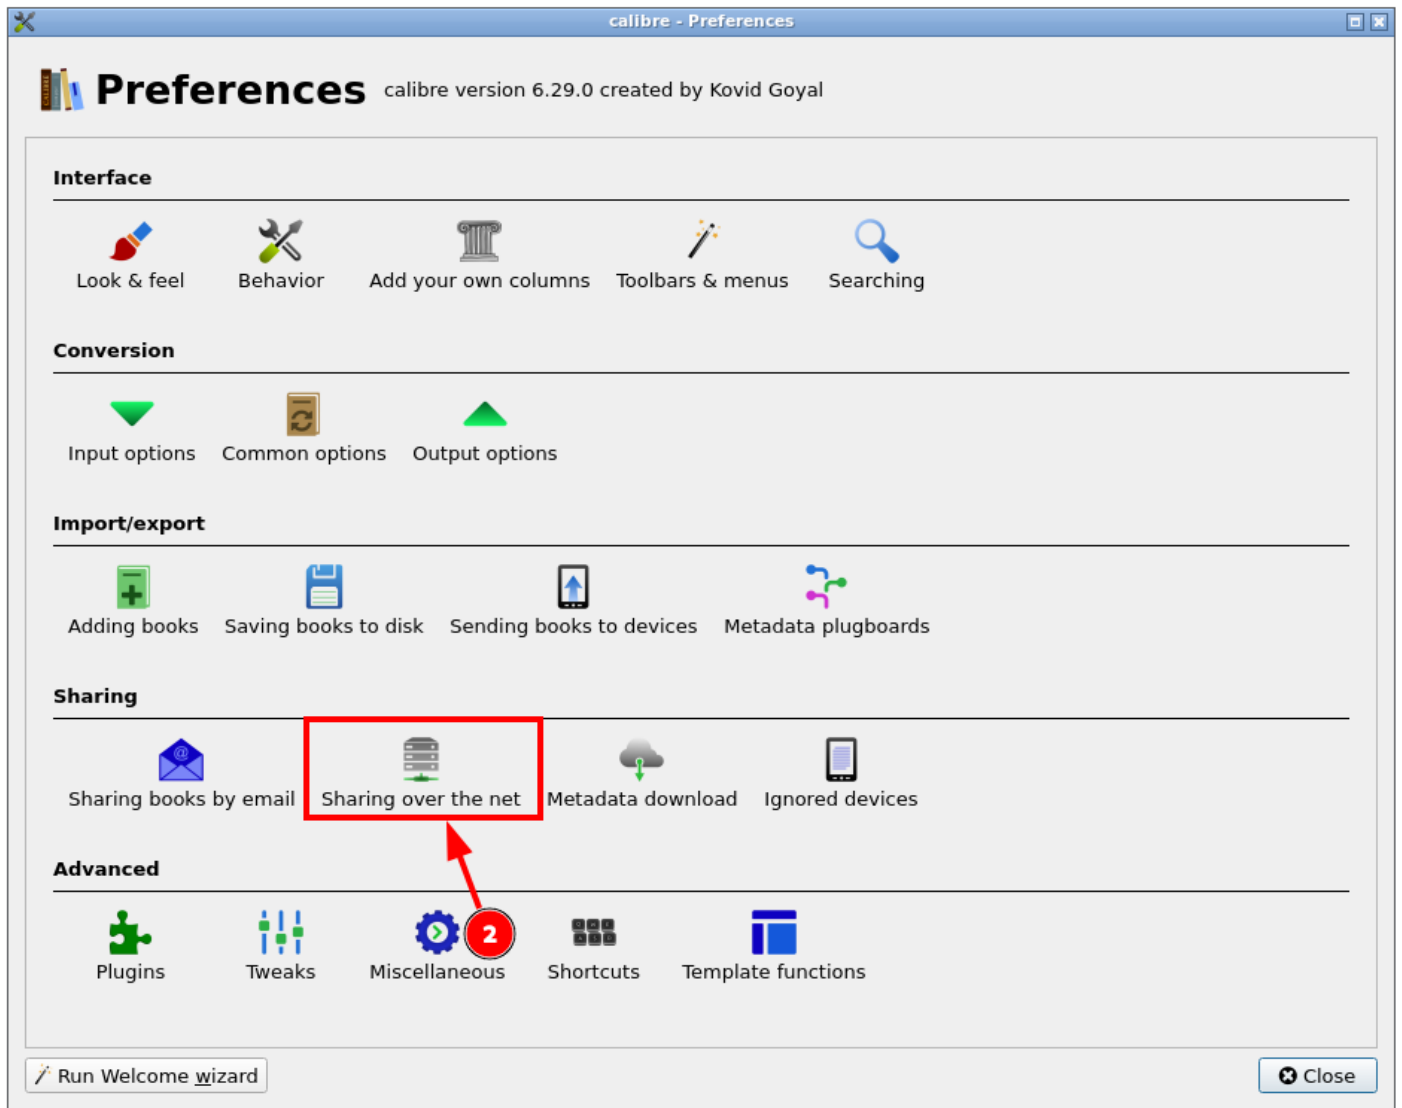 calibre - Preferences
Preferences calibre version 6.29.0 created by Kovid Goyal
Interface
Look & feel Behavior Add your own columns Toolbars & menus Searching
Conversion
Input options Common options Output options
Import/export
Adding books Saving books to disk Sending books to devices Metadata plugboards
Sharing
Sharing books by email Sharing over the net Metadata download Ignored devices
Advanced
2
Plugins Tweaks Miscellaneous Shortcuts Template functions
Run Welcome wizard Close